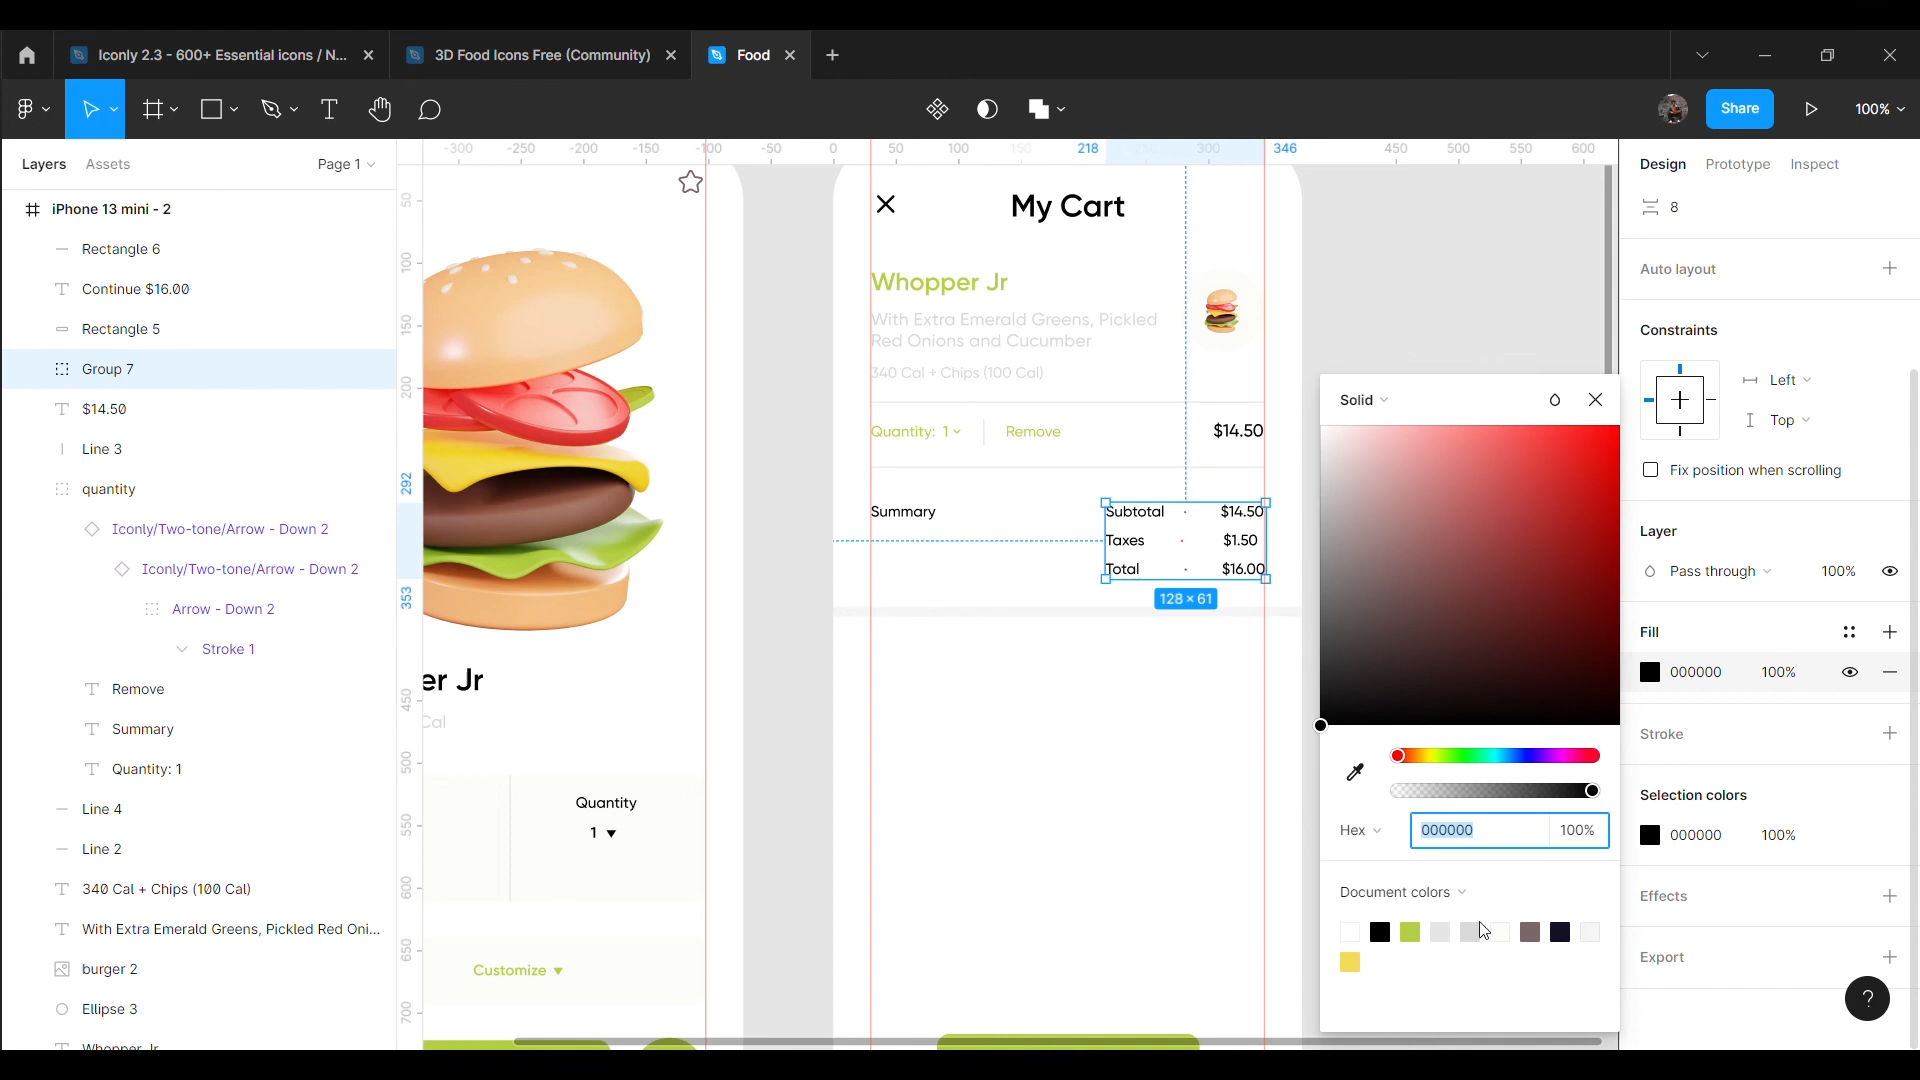 Iconly 2.3 - 600+ Essential icons / N...
3D Food Icons Free (Community)
Food
Share
100%
Layers
Assets
Page 1
iPhone 13 mini - 2
Rectangle 6
Continue $16.00
Rectangle 5
Group 7
$14.50
Line 3
quantity
Iconly/Two-tone/Arrow - Down 2
Iconly/Two-tone/Arrow - Down 2
Arrow - Down 2
Stroke 1
Remove
Summary
Quantity: 1
Line 4
Line 2
340 Cal + Chips (100 Cal)
With Extra Emerald Greens, Pickled Red Oni...
burger 2
Ellipse 3
Whopper Jr
-300 -250 -200 -150 -100 -50 0 50 100 150 218 300 346 450 500 550 600
50
100
150
200
292
353
450
500
550
600
650
700
er Jr
Cal
Quantity
1
Customize
My Cart
Whopper Jr
With Extra Emerald Greens, Pickled
Red Onions and Cucumber
340 Cal + Chips (100 Cal)
Quantity: 1
Remove
$14.50
Summary
Subtotal
$14.50
Taxes
$1.50
Total
$16.00
128 × 61
Solid
Hex
000000
100%
Document colors
Design
Prototype
Inspect
8
Auto layout
Constraints
Left
Top
Fix position when scrolling
Layer
Pass through
100%
Fill
000000
100%
Stroke
Selection colors
000000
100%
Effects
Export
?